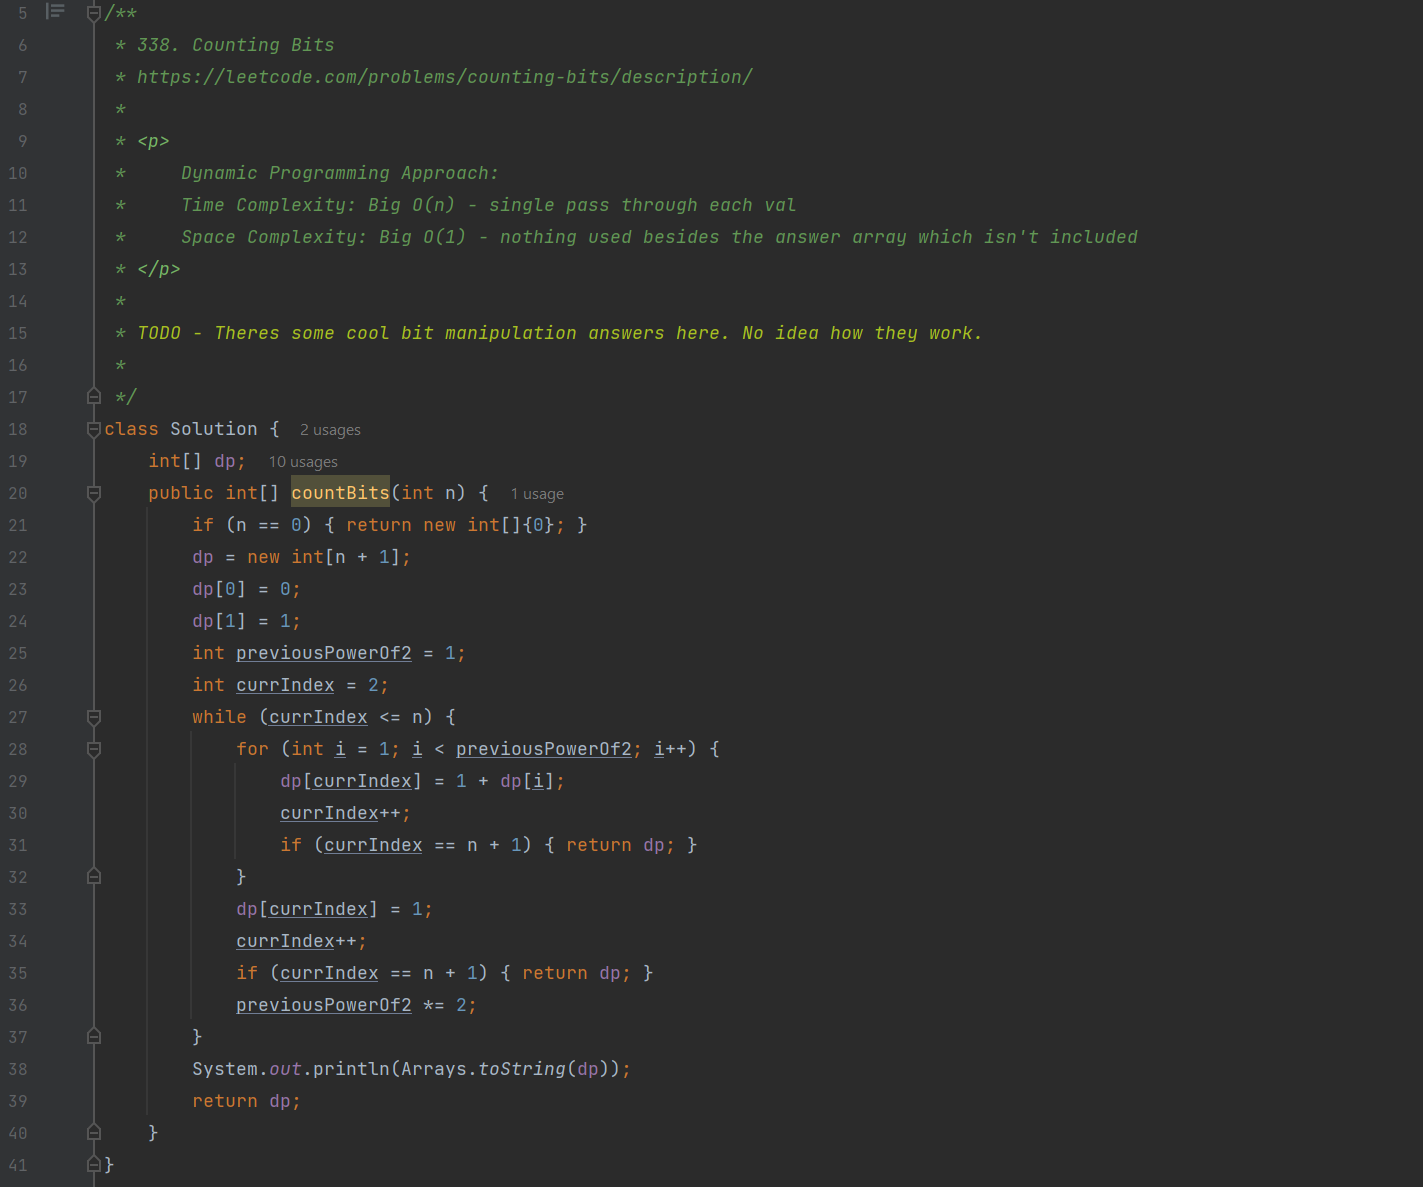 5 /**
6  * 338. Counting Bits
7  * https://leetcode.com/problems/counting-bits/description/
8  *
9  * <p>
10  *     Dynamic Programming Approach:
11  *     Time Complexity: Big O(n) - single pass through each val
12  *     Space Complexity: Big O(1) - nothing used besides the answer array which isn't included
13  * </p>
14  *
15  * TODO - Theres some cool bit manipulation answers here. No idea how they work.
16  *
17  */
18 class Solution {  2 usages
19     int[] dp;  10 usages
20     public int[] countBits(int n) {  1 usage
21         if (n == 0) { return new int[]{0}; }
22         dp = new int[n + 1];
23         dp[0] = 0;
24         dp[1] = 1;
25         int previousPowerOf2 = 1;
26         int currIndex = 2;
27         while (currIndex <= n) {
28             for (int i = 1; i < previousPowerOf2; i++) {
29                 dp[currIndex] = 1 + dp[i];
30                 currIndex++;
31                 if (currIndex == n + 1) { return dp; }
32             }
33             dp[currIndex] = 1;
34             currIndex++;
35             if (currIndex == n + 1) { return dp; }
36             previousPowerOf2 *= 2;
37         }
38         System.out.println(Arrays.toString(dp));
39         return dp;
40     }
41 }